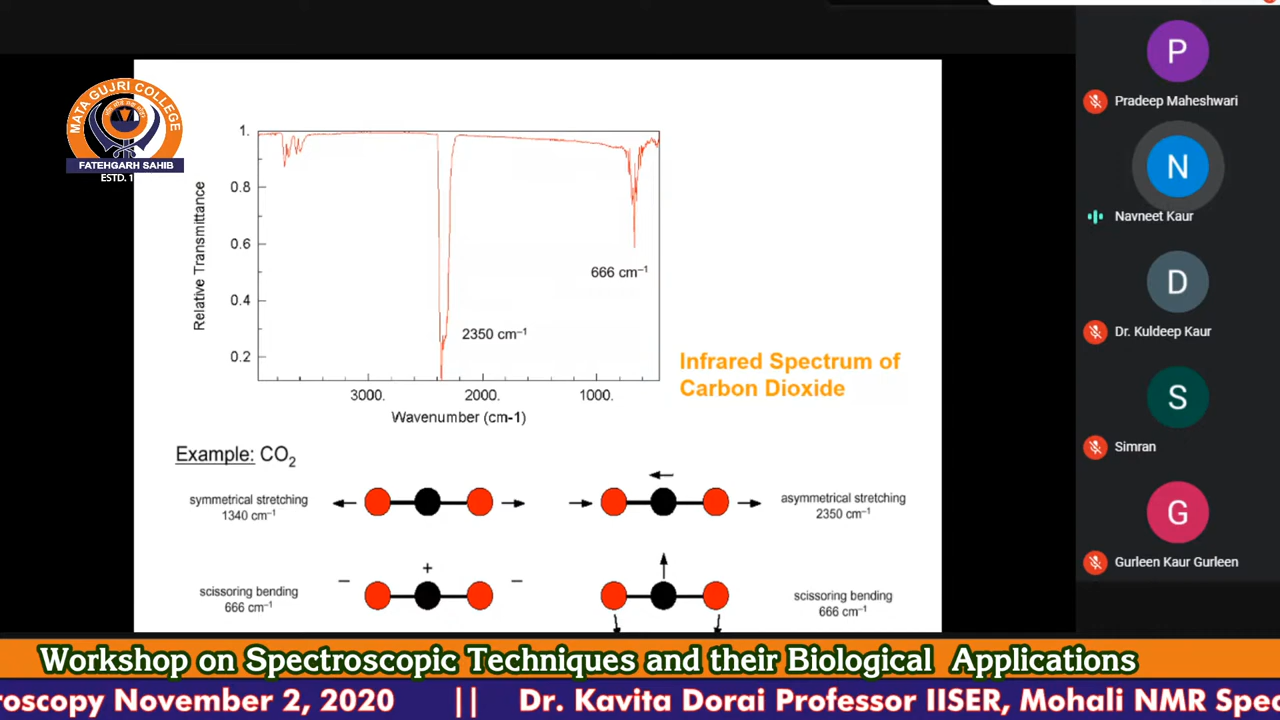 MATA GUJRI COLLEGE
FATEHGARH SAHIB
ESTD. 1
1.
0.8
0.6
0.4
0.2
Relative Transmittance
666 cm⁻¹
2350 cm⁻¹
3000.
2000.
1000.
Wavenumber (cm-1)
Infrared Spectrum of
Carbon Dioxide
Example: CO₂
symmetrical stretching
1340 cm⁻¹
asymmetrical stretching
2350 cm⁻¹
+
–
–
scissoring bending
666 cm⁻¹
scissoring bending
666 cm⁻¹
P
Pradeep Maheshwari
N
Navneet Kaur
D
Dr. Kuldeep Kaur
S
Simran
G
Gurleen Kaur Gurleen
Workshop on Spectroscopic Techniques and their Biological Applications
roscopy November 2, 2020 || Dr. Kavita Dorai Professor IISER, Mohali NMR Spec